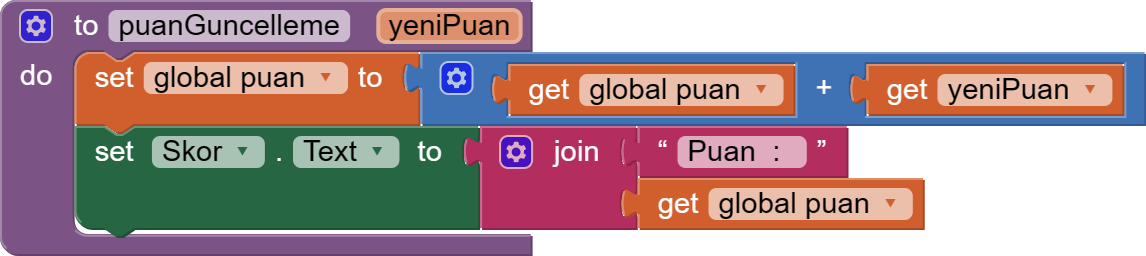 to puanGuncelleme yeniPuan
do set global puan to get global puan + get yeniPuan
set Skor . Text to join “ Puan : ”
get global puan